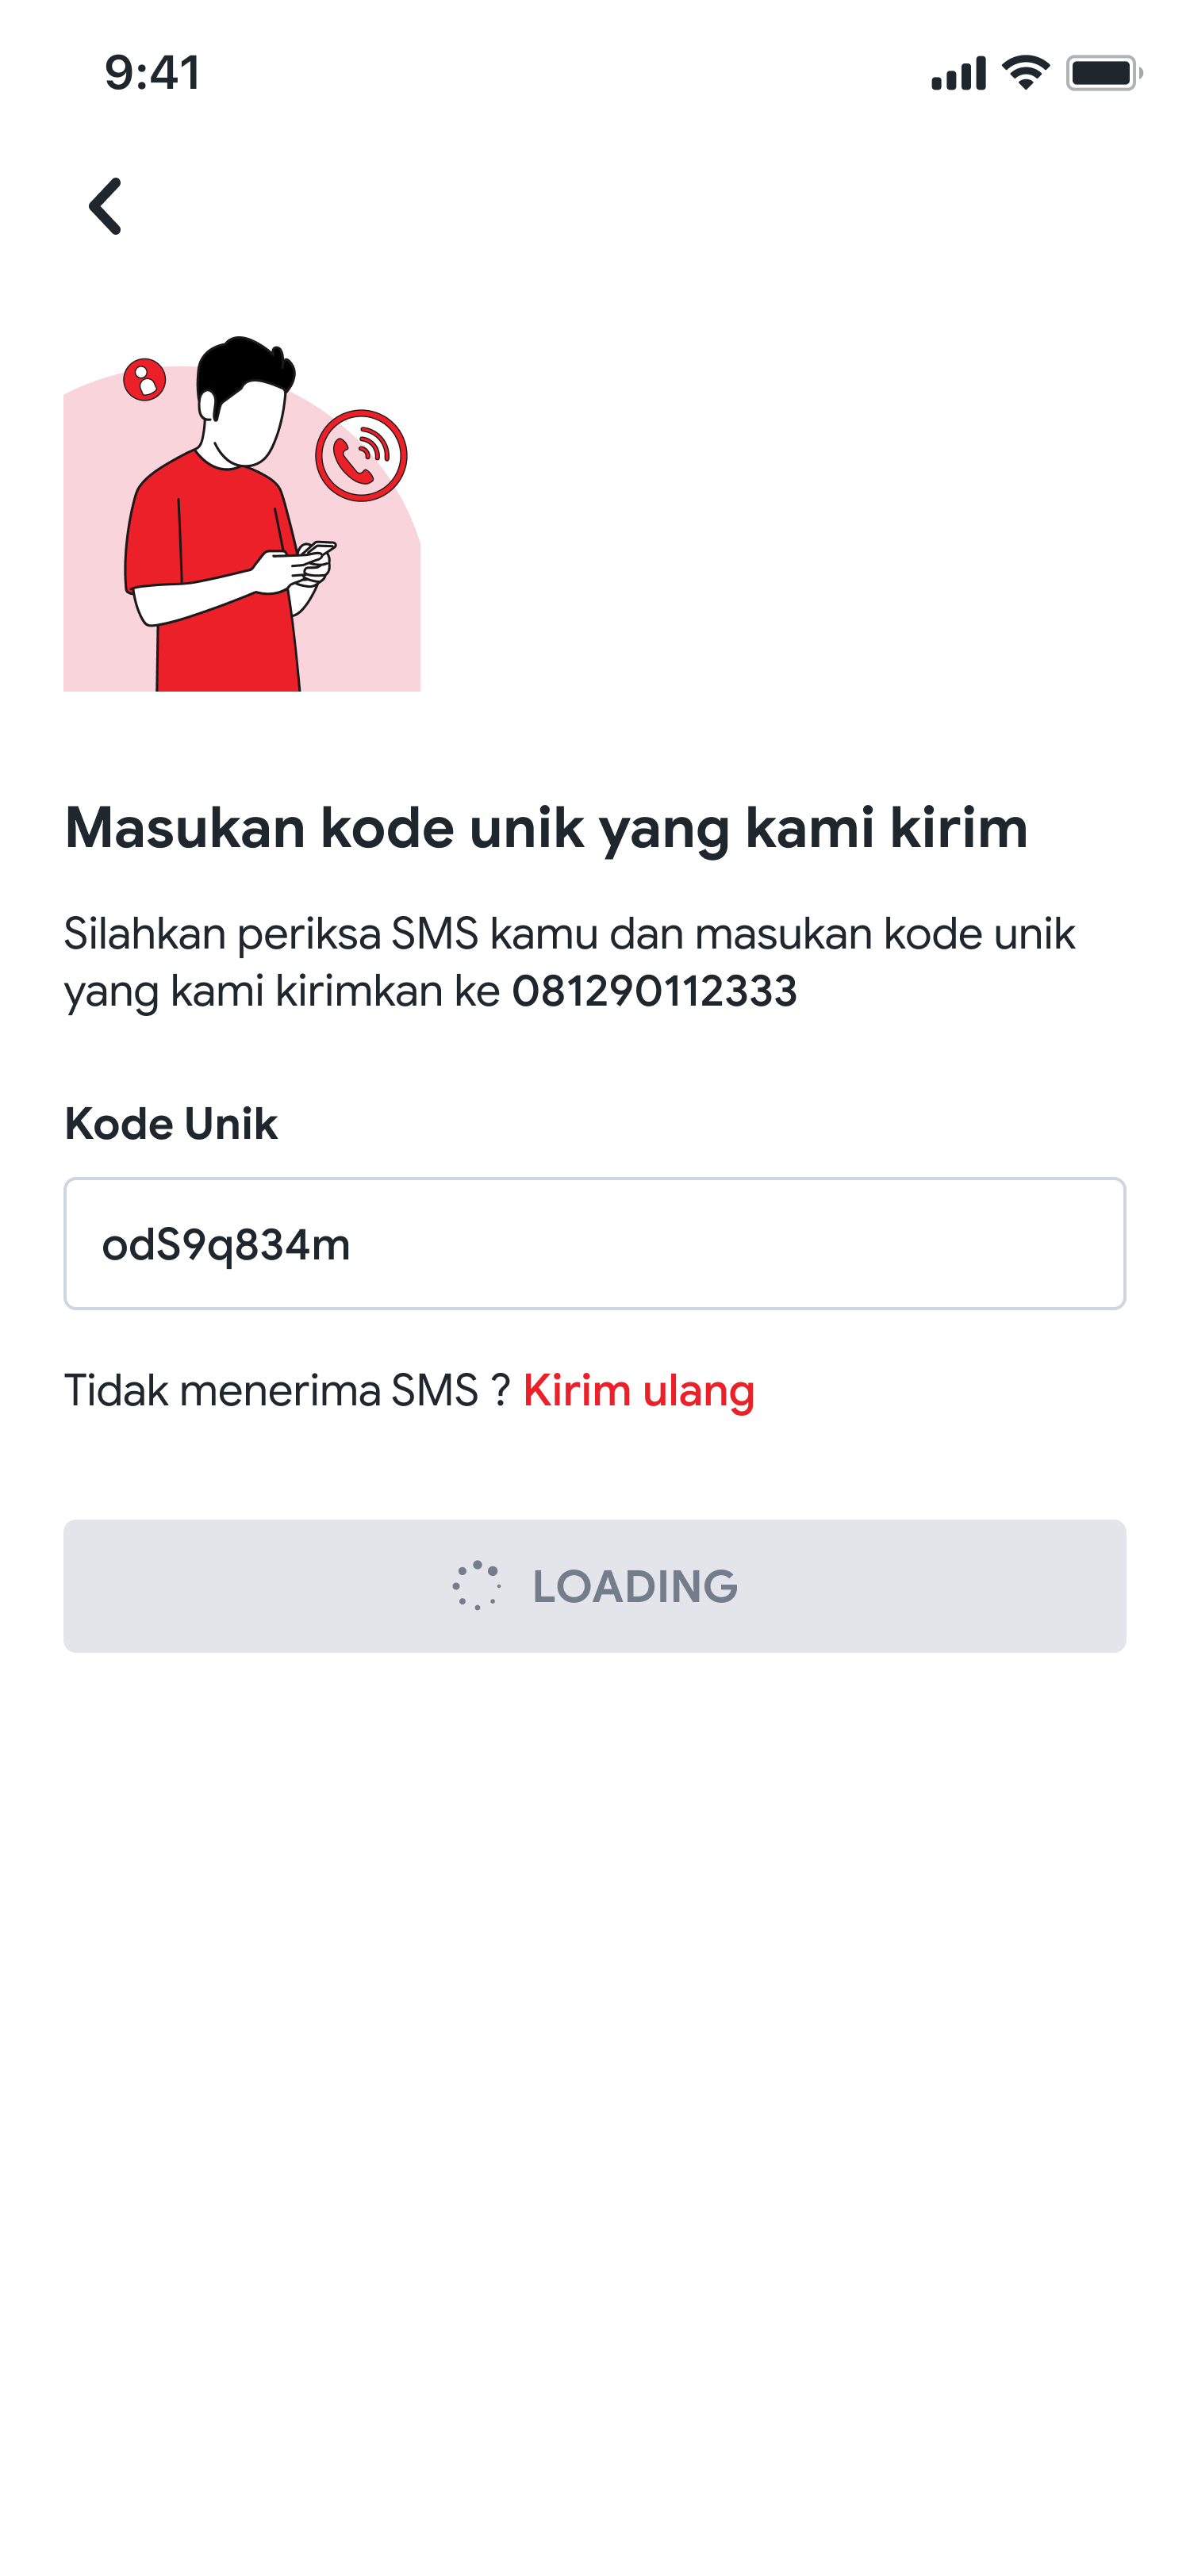 9:41
Masukan kode unik yang kami kirim
Silahkan periksa SMS kamu dan masukan kode unik
yang kami kirimkan ke 081290112333
Kode Unik
odS9q834m
Tidak menerima SMS ? Kirim ulang
LOADING